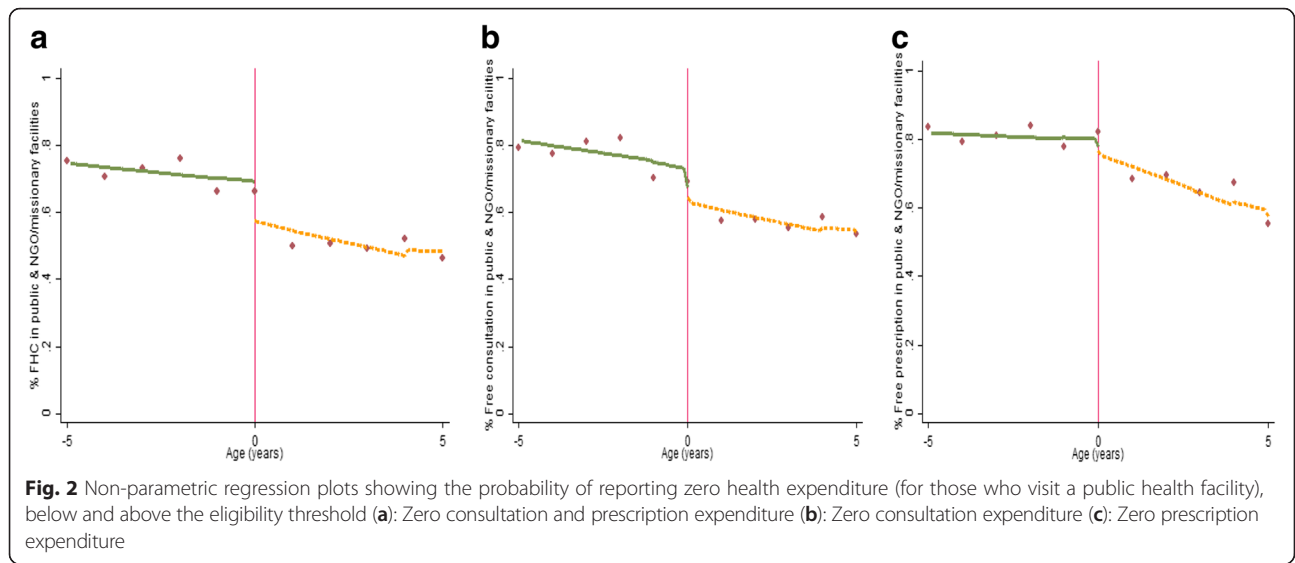 a
b
c
% FHC in public & NGO/missionary facilities
0 .2 .4 .6 .8 1
-5 0 5
Age (years)
% Free consultation in public & NGO/missionary facilities
0 .2 .4 .6 .8 1
-5 0 5
Age (years)
% Free prescription in public & NGO/missionary facilities
0 .2 .4 .6 .8 1
-5 0 5
Age (years)
Fig. 2 Non-parametric regression plots showing the probability of reporting zero health expenditure (for those who visit a public health facility),
below and above the eligibility threshold (a): Zero consultation and prescription expenditure (b): Zero consultation expenditure (c): Zero prescription
expenditure